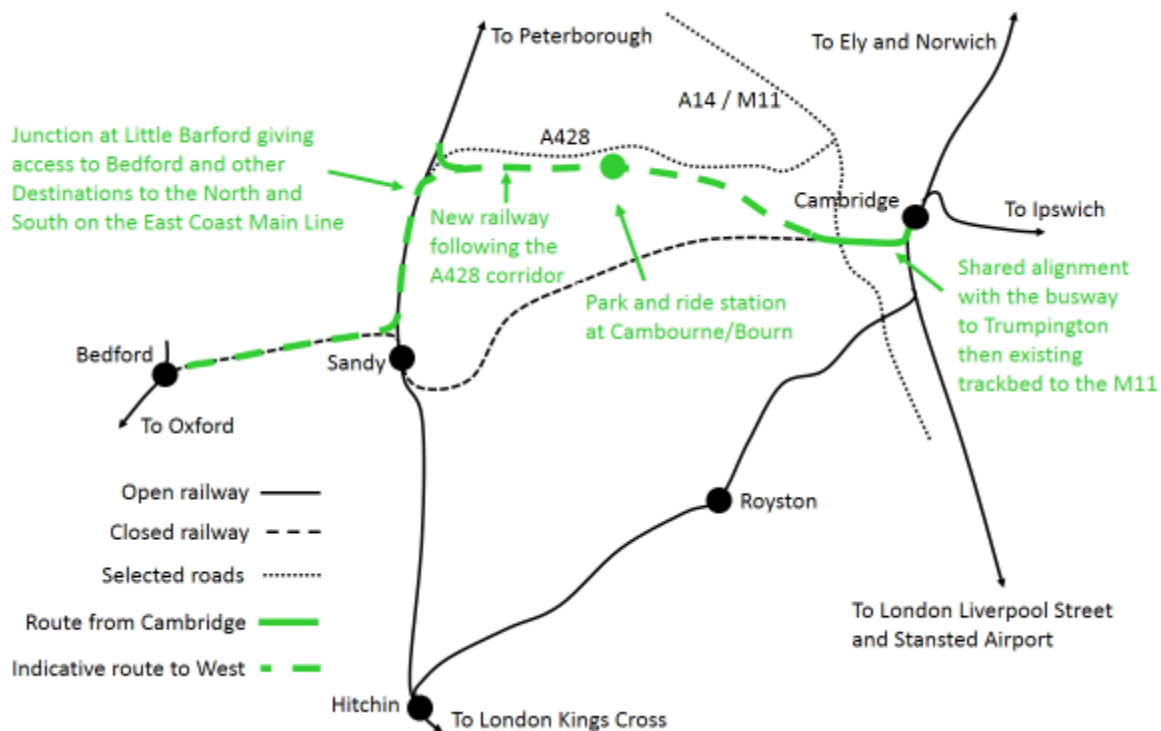 To Peterborough
To Ely and Norwich
A14 / M11
A428
Junction at Little Barford giving
access to Bedford and other
Destinations to the North and
South on the East Coast Main Line
New railway
following the
A428 corridor
Cambridge
To Ipswich
Park and ride station
at Cambourne/Bourn
Shared alignment
with the busway
to Trumpington
then existing
trackbed to the M11
Bedford
Sandy
To Oxford
Open railway
Closed railway
Selected roads
Route from Cambridge
Indicative route to West
Royston
To London Liverpool Street
and Stansted Airport
Hitchin
To London Kings Cross